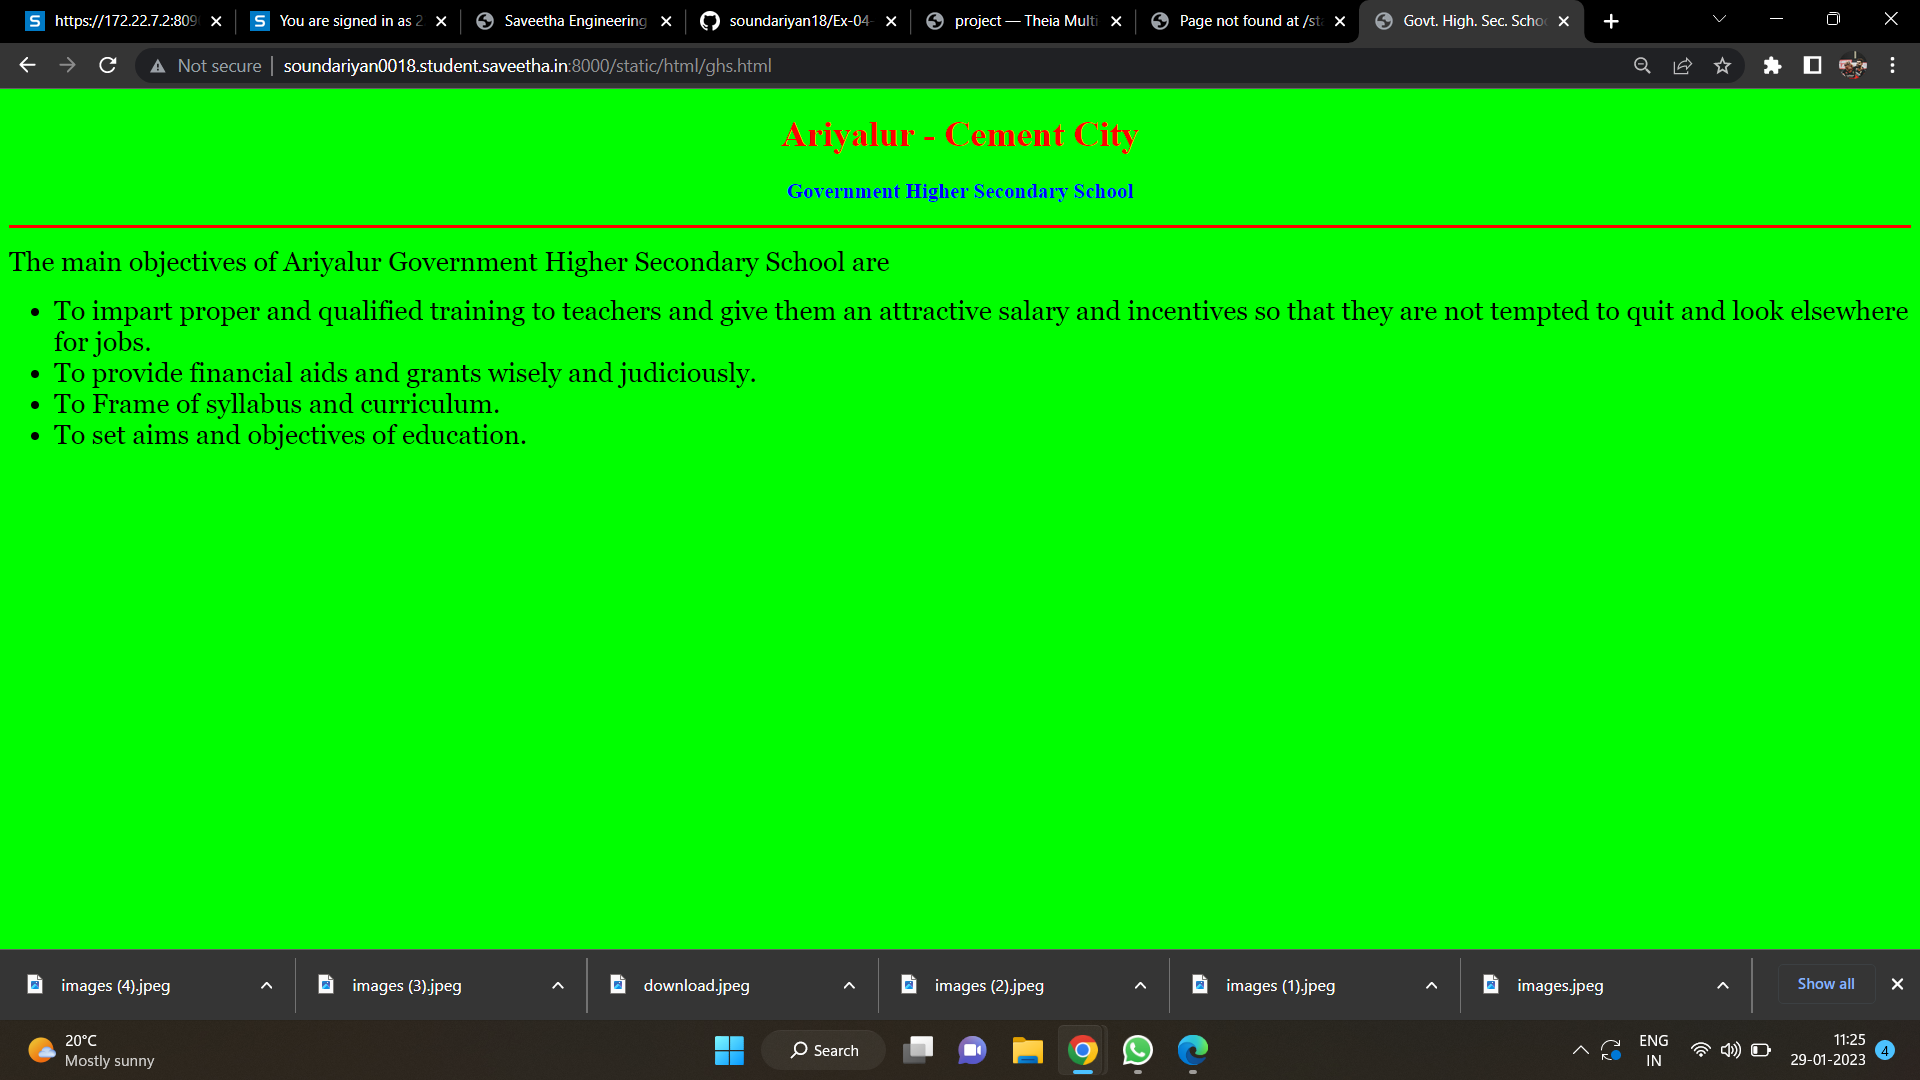 https://172.22.7.2:809
You are signed in as 2
Saveetha Engineering
soundariyan18/Ex-04-
project — Theia Multi
Page not found at /sta
Govt. High. Sec. Schoo
Not secure
soundariyan0018.student.saveetha.in:8000/static/html/ghs.html
Ariyalur - Cement City
Government Higher Secondary School
The main objectives of Ariyalur Government Higher Secondary School are
• To impart proper and qualified training to teachers and give them an attractive salary and incentives so that they are not tempted to quit and look elsewhere
for jobs.
• To provide financial aids and grants wisely and judiciously.
• To Frame of syllabus and curriculum.
• To set aims and objectives of education.
images (4).jpeg
images (3).jpeg
download.jpeg
images (2).jpeg
images (1).jpeg
images.jpeg
Show all
20°C
Mostly sunny
Search
ENG
IN
11:25
29-01-2023
4